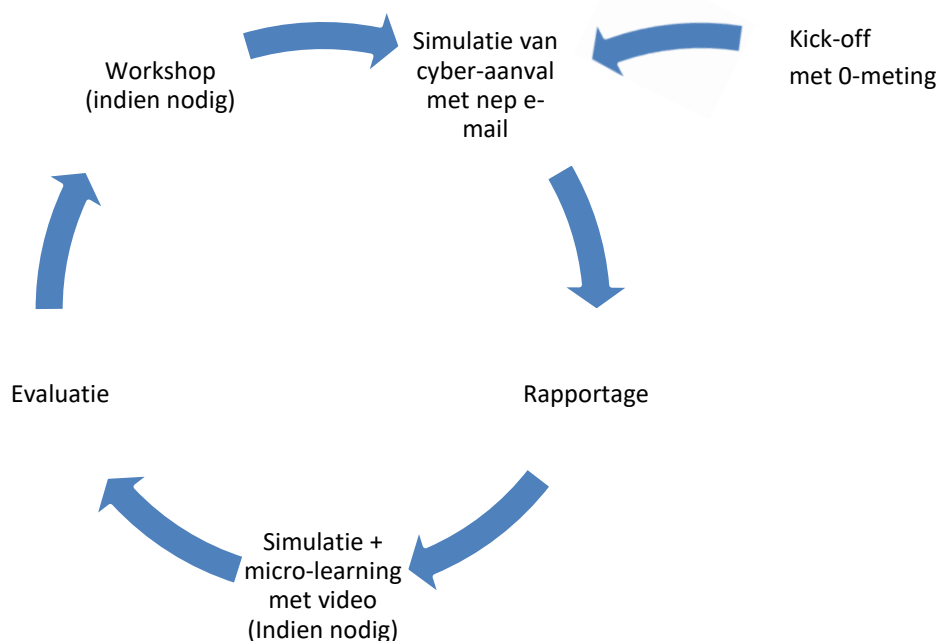 Workshop
(indien nodig)
Simulatie van
cyber-aanval
met nep e-
mail
Kick-off
met 0-meting
Evaluatie
Rapportage
Simulatie +
micro-learning
met video
(Indien nodig)